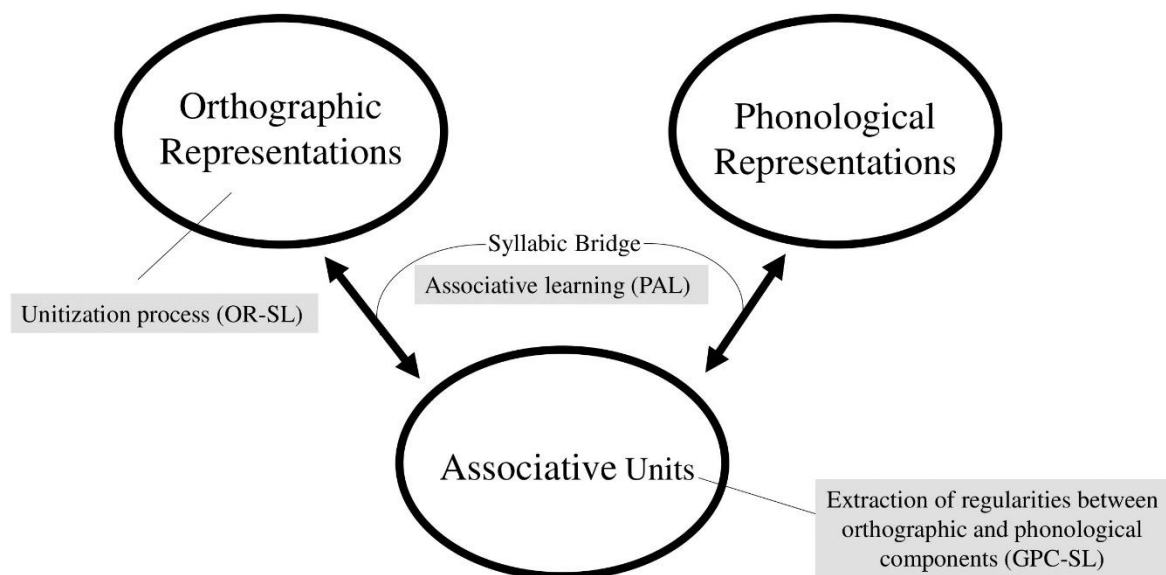 Orthographic
Representations
Phonological
Representations
Syllabic Bridge
Associative learning (PAL)
Unitization process (OR-SL)
Associative Units
Extraction of regularities between
orthographic and phonological
components (GPC-SL)